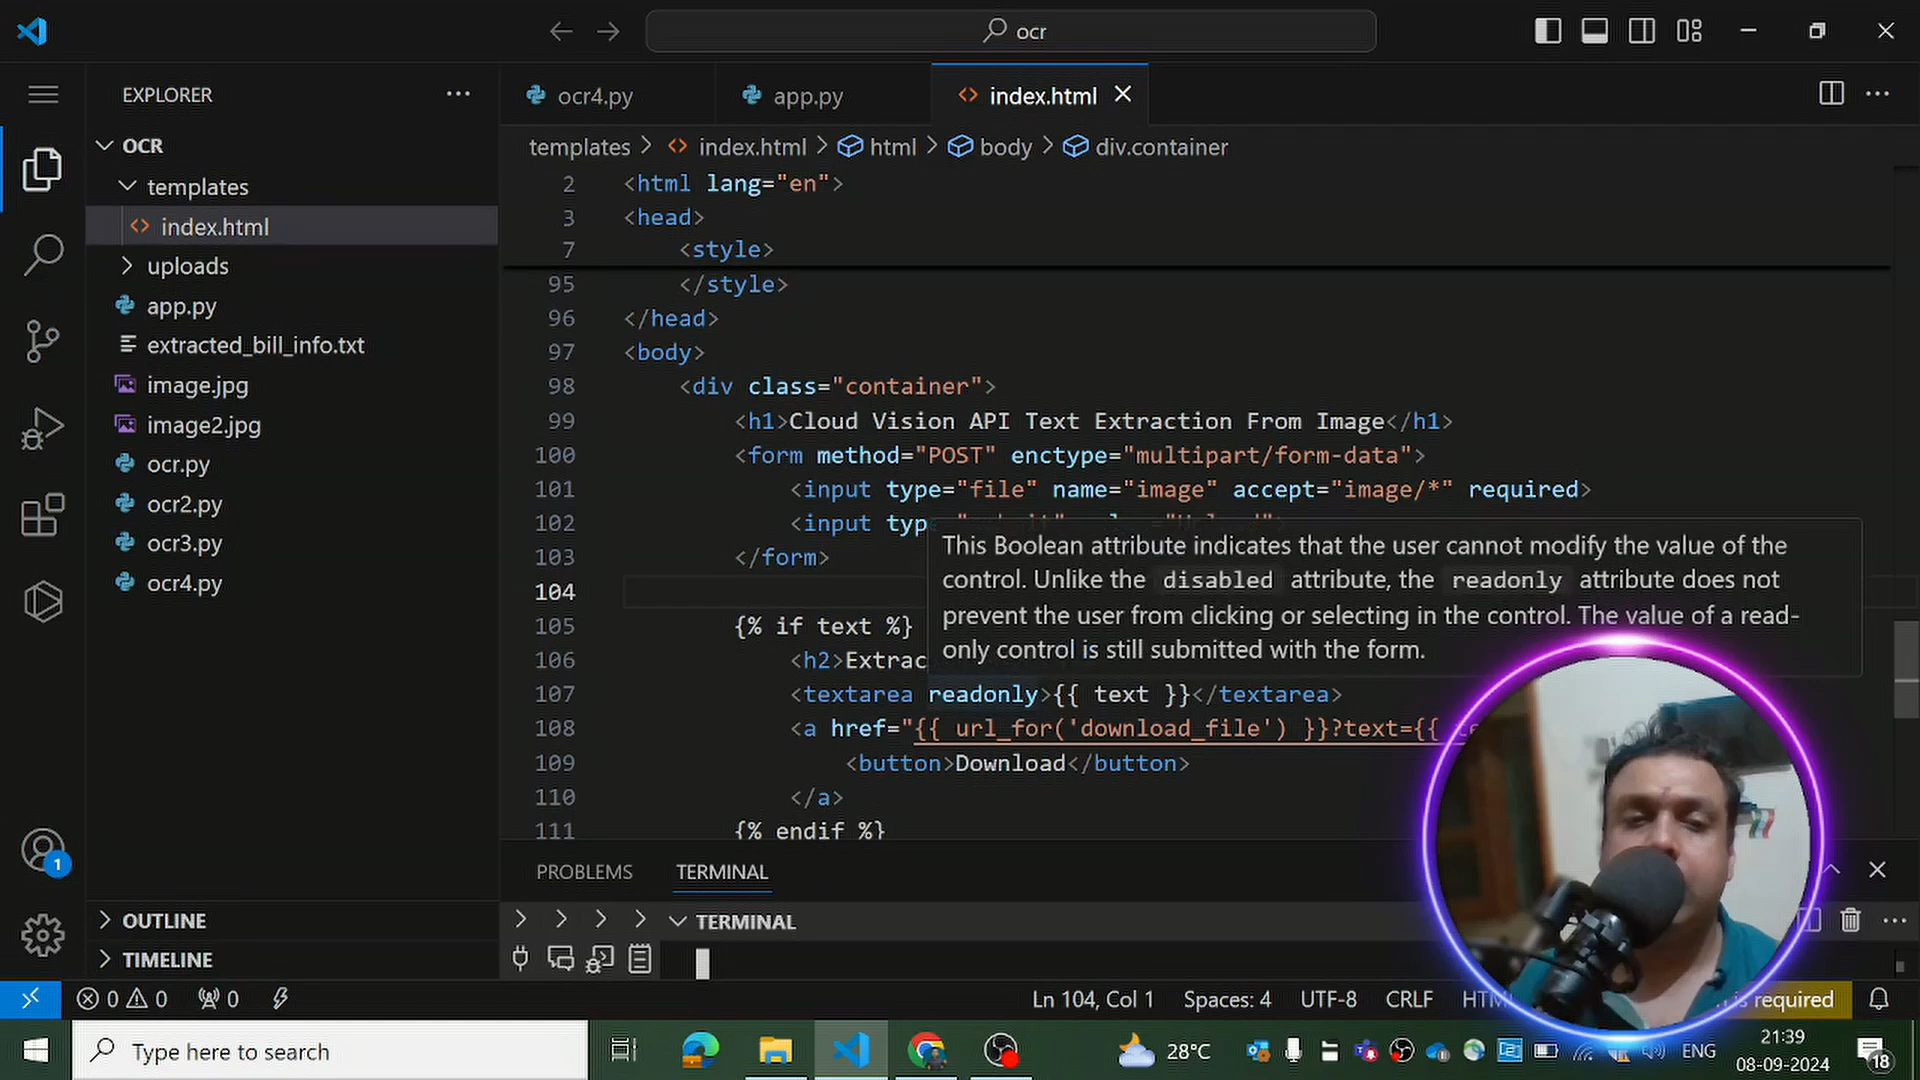 ocr
EXPLORER
OCR
templates
index.html
uploads
app.py
extracted_bill_info.txt
image.jpg
image2.jpg
ocr.py
ocr2.py
ocr3.py
ocr4.py
1
OUTLINE
TIMELINE
ocr4.py
app.py
index.html
templates > index.html > html > body > div.container
2 <html lang="en">
3 <head>
7 <style>
95 </style>
96 </head>
97 <body>
98 <div class="container">
99 <h1>Cloud Vision API Text Extraction From Image</h1>
100 <form method="POST" enctype="multipart/form-data">
101 <input type="file" name="image" accept="image/*" required>
102 <input type
103 </form>
104
105 {% if text %}
106 <h2>Extrac
107 <textarea readonly>{{ text }}</textarea>
108 <a href="{{ url_for('download_file') }}?text={{
109 <button>Download</button>
110 </a>
111 {% endif %}
This Boolean attribute indicates that the user cannot modify the value of the
control. Unlike the disabled attribute, the readonly attribute does not
prevent the user from clicking or selecting in the control. The value of a read-
only control is still submitted with the form.
PROBLEMS TERMINAL
TERMINAL
0 0 0
Ln 104, Col 1 Spaces: 4 UTF-8 CRLF
is required
Type here to search
28°C
ENG
21:39
08-09-2024
18